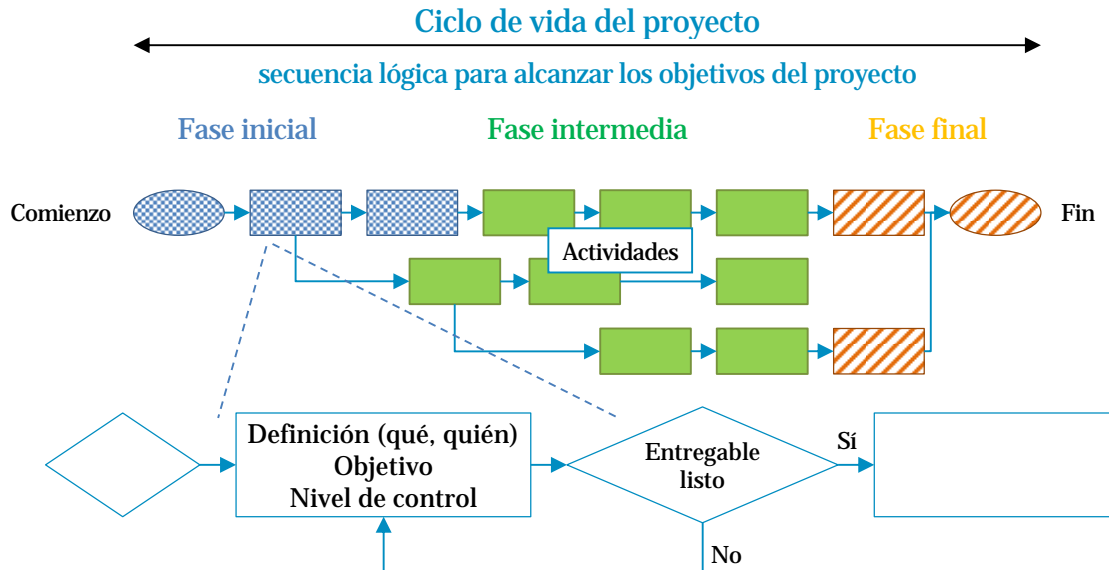 Ciclo de vida del proyecto
secuencia lógica para alcanzar los objetivos del proyecto
Fase inicial
Fase intermedia
Fase final
Comienzo
Fin
Actividades
Definición (qué, quién)
Objetivo
Nivel de control
Entregable
listo
Sí
No